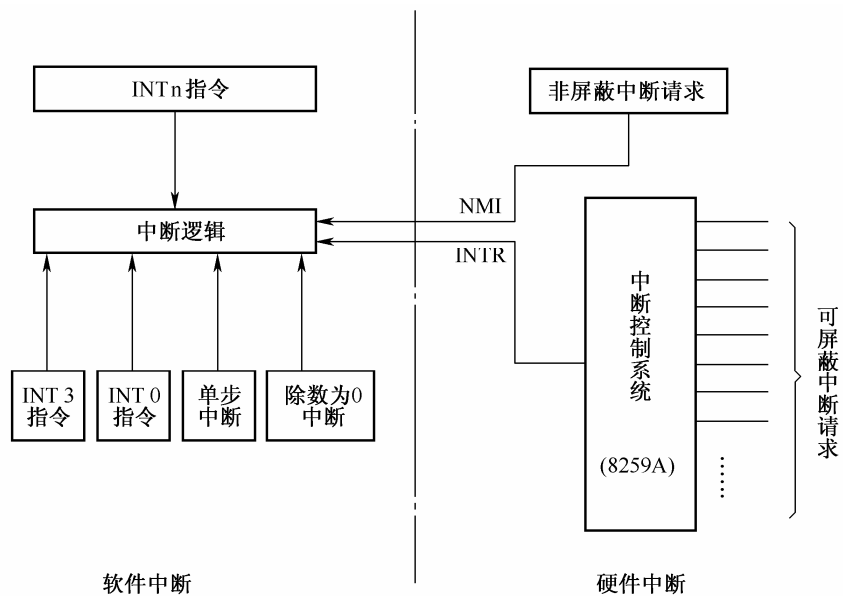 INTn指令
非屏蔽中断请求
NMI
中断逻辑
INTR
中断控制系统
(8259A)
可屏蔽中断请求
INT 3
指令
INT 0
指令
单步
中断
除数为0
中断
软件中断
硬件中断